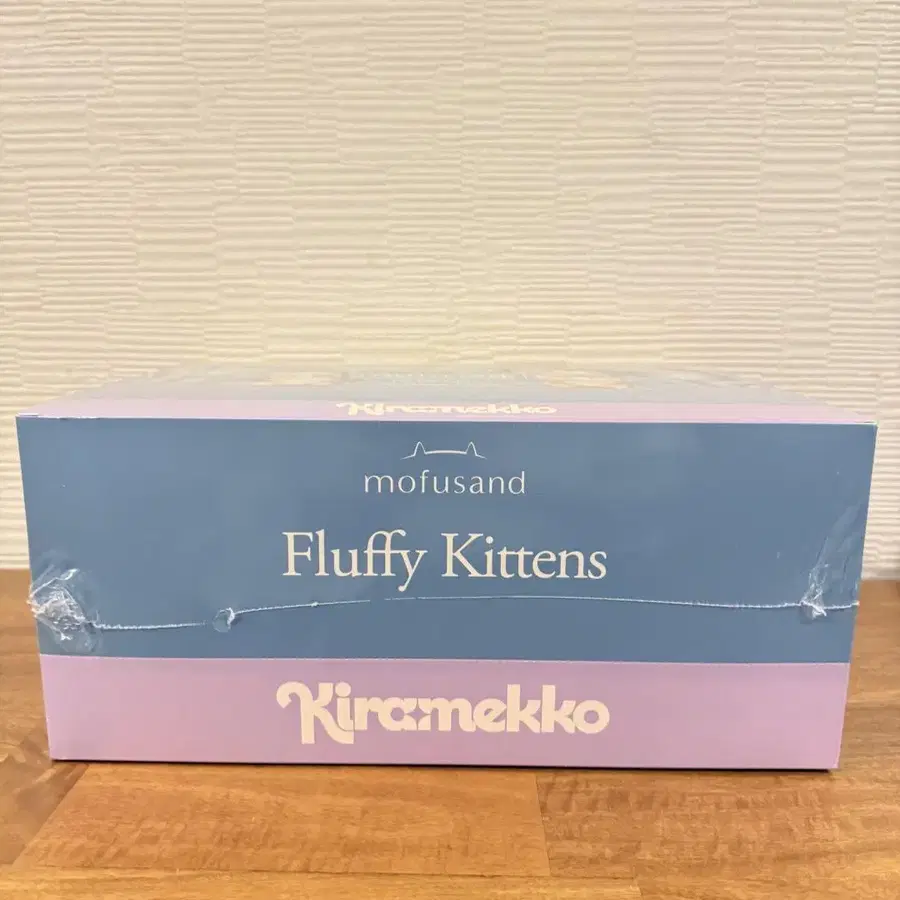 Kiramekko
mofusand
Fluffy Kittens
Kiramekko